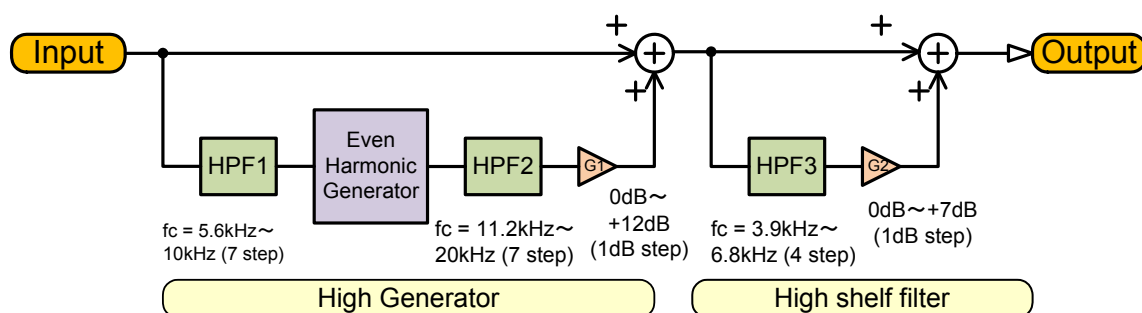 Input
+
+
+
+
+
+
Output
HPF1
Even
Harmonic
Generator
HPF2
G1
HPF3
G2
fc = 5.6kHz～
10kHz (7 step)
fc = 11.2kHz～
20kHz (7 step)
0dB～
+12dB
(1dB step)
fc = 3.9kHz～
6.8kHz (4 step)
0dB～+7dB
(1dB step)
High Generator
High shelf filter